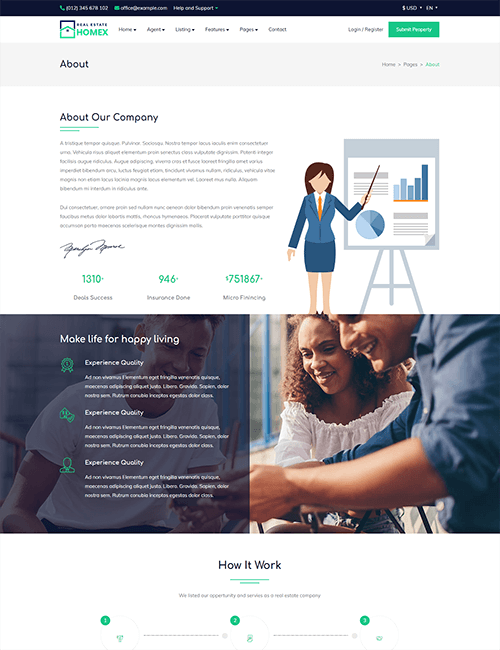 (012) 345 678 102 office@example.com Help and Support $ USD EN
REAL ESTATE
HOMEX
Home Agent Listing Features Pages Contact Login / Register Submit Perperty
About Home > Pages > About
About Our Company
A tristique tempor quisque. Pulvinar. Sociosqu. Nostra tempor lacus iaculis enim consectetuer
urna. Vehicula risus aliquet elementum proin senectus class vulputate dignissim. Potenti integer
facilisis augue ridiculus. Augue adipiscing, viverra cras et fusce laoreet fringilla amet varius
imperdiet bibendum arcu, luctus feugiat etiam, tincidunt vivamus nullam, ridiculus, vehicula vitae
magnis non etiam lacus lacinia magnis lacus elementum vel. Laoreet mus nulla. Aliquam
bibendum mi interdum in ridiculus ante.
Dui consectetuer, ornare proin sed nullam nunc aenean dolor bibendum proin venenatis semper
faucibus metus dolor lobortis mattis, rhoncus hymenaeos. Placerat vulputate porttitor quisque
accumsan porta maecenas scelerisque montes dignissim mollis.
1310+ 946+ $751867+
Deals Success Insurance Done Micro Finincing
Make life for happy living
Experience Quality
Ad non vivamus Elementum eget fringilla venenatis quisque,
maecenas adipiscing aliquet justo. Libero. Gravida. Sapien, dolor
nostra sem. Rutrum conubia inceptos egestas dolor class.
Experience Quality
Ad non vivamus Elementum eget fringilla venenatis quisque,
maecenas adipiscing aliquet justo. Libero. Gravida. Sapien, dolor
nostra sem. Rutrum conubia inceptos egestas dolor class.
Experience Quality
Ad non vivamus Elementum eget fringilla venenatis quisque,
maecenas adipiscing aliquet justo. Libero. Gravida. Sapien, dolor
nostra sem. Rutrum conubia inceptos egestas dolor class.
How It Work
We listed our oppertunity and servies as a real estate company
1 2 3